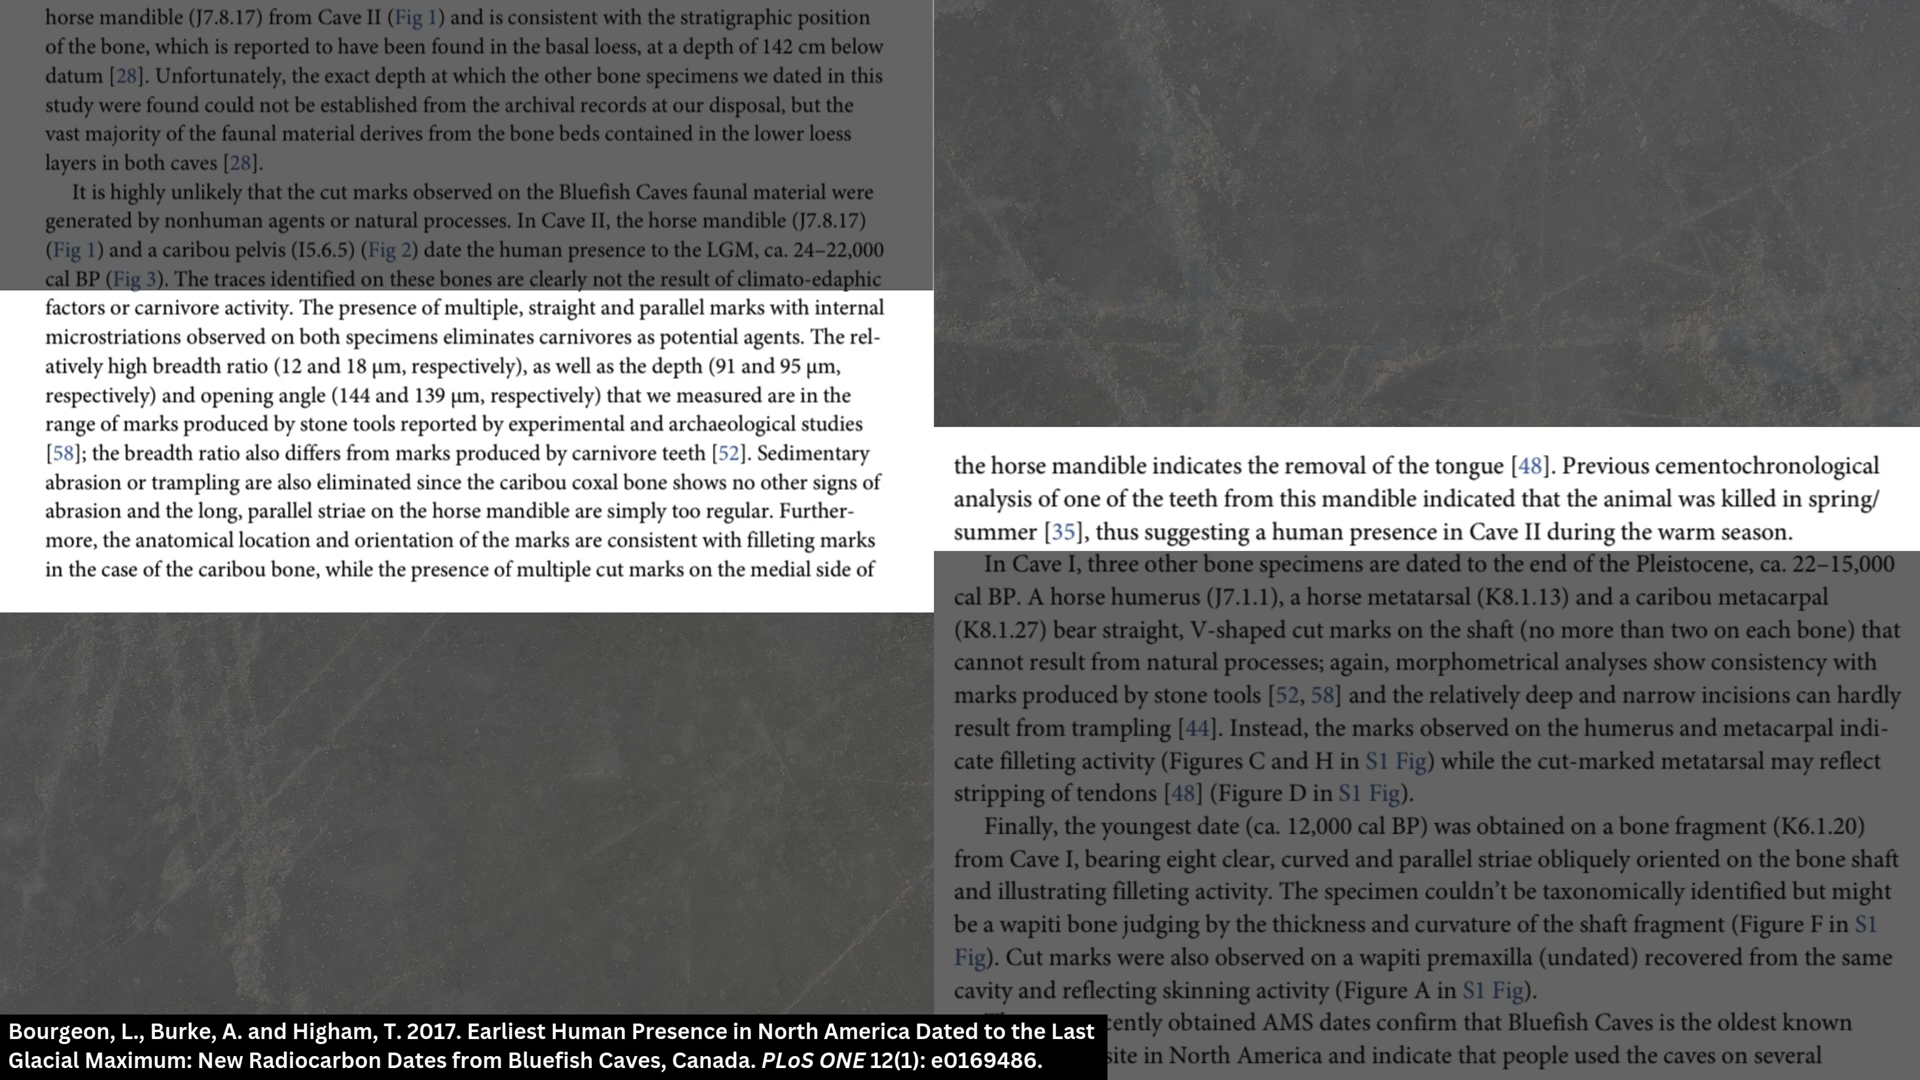 horse mandible (J7.8.17) from Cave II (Fig 1) and is consistent with the stratigraphic position
of the bone, which is reported to have been found in the basal loess, at a depth of 142 cm below
datum [28]. Unfortunately, the exact depth at which the other bone specimens we dated in this
study were found could not be established from the archival records at our disposal, but the
vast majority of the faunal material derives from the bone beds contained in the lower loess
layers in both caves [28].
It is highly unlikely that the cut marks observed on the Bluefish Caves faunal material were
generated by nonhuman agents or natural processes. In Cave II, the horse mandible (J7.8.17)
(Fig 1) and a caribou pelvis (I5.6.5) (Fig 2) date the human presence to the LGM, ca. 24–22,000
cal BP (Fig 3). The traces identified on these bones are clearly not the result of climato-edaphic
factors or carnivore activity. The presence of multiple, straight and parallel marks with internal
microstriations observed on both specimens eliminates carnivores as potential agents. The rel-
atively high breadth ratio (12 and 18 μm, respectively), as well as the depth (91 and 95 μm,
respectively) and opening angle (144 and 139 μm, respectively) that we measured are in the
range of marks produced by stone tools reported by experimental and archaeological studies
[58]; the breadth ratio also differs from marks produced by carnivore teeth [52]. Sedimentary
abrasion or trampling are also eliminated since the caribou coxal bone shows no other signs of
abrasion and the long, parallel striae on the horse mandible are simply too regular. Further-
more, the anatomical location and orientation of the marks are consistent with filleting marks
in the case of the caribou bone, while the presence of multiple cut marks on the medial side of
the horse mandible indicates the removal of the tongue [48]. Previous cementochronological
analysis of one of the teeth from this mandible indicated that the animal was killed in spring/
summer [35], thus suggesting a human presence in Cave II during the warm season.
In Cave I, three other bone specimens are dated to the end of the Pleistocene, ca. 22–15,000
cal BP. A horse humerus (J7.1.1), a horse metatarsal (K8.1.13) and a caribou metacarpal
(K8.1.27) bear straight, V-shaped cut marks on the shaft (no more than two on each bone) that
cannot result from natural processes; again, morphometrical analyses show consistency with
marks produced by stone tools [52, 58] and the relatively deep and narrow incisions can hardly
result from trampling [44]. Instead, the marks observed on the humerus and metacarpal indi-
cate filleting activity (Figures C and H in S1 Fig) while the cut-marked metatarsal may reflect
stripping of tendons [48] (Figure D in S1 Fig).
Finally, the youngest date (ca. 12,000 cal BP) was obtained on a bone fragment (K6.1.20)
from Cave I, bearing eight clear, curved and parallel striae obliquely oriented on the bone shaft
and illustrating filleting activity. The specimen couldn't be taxonomically identified but might
be a wapiti bone judging by the thickness and curvature of the shaft fragment (Figure F in S1
Fig). Cut marks were also observed on a wapiti premaxilla (undated) recovered from the same
cavity and reflecting skinning activity (Figure A in S1 Fig).
obtained AMS dates confirm that Bluefish Caves is the oldest known
in North America and indicate that people used the caves on several
Bourgeon, L., Burke, A. and Higham, T. 2017. Earliest Human Presence in North America Dated to the Last
Glacial Maximum: New Radiocarbon Dates from Bluefish Caves, Canada. PLoS ONE 12(1): e0169486.